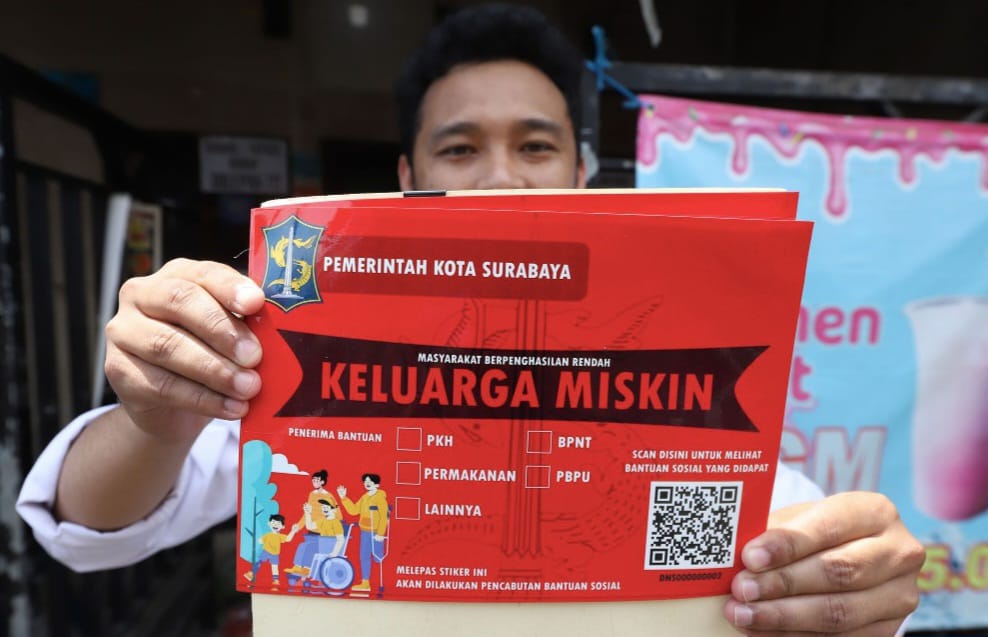 PEMERINTAH KOTA SURABAYA
MASYARAKAT BERPENGHASILAN RENDAH
KELUARGA MISKIN
PENERIMA BANTUAN
PKH
BPNT
PERMAKANAN
PBPU
LAINNYA
SCAN DISINI UNTUK MELIHAT
BANTUAN SOSIAL YANG DIDAPAT
DNS000000002
MELEPAS STIKER INI
AKAN DILAKUKAN PENCABUTAN BANTUAN SOSIAL